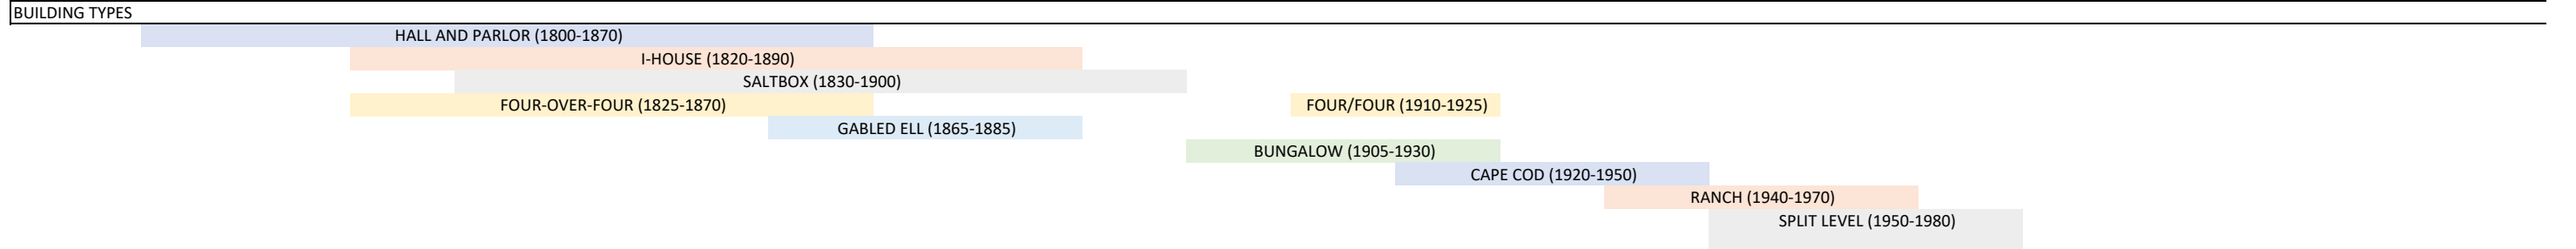 BUILDING TYPES
HALL AND PARLOR (1800-1870)
I-HOUSE (1820-1890)
SALTBOX (1830-1900)
FOUR-OVER-FOUR (1825-1870)
FOUR/FOUR (1910-1925)
GABLED ELL (1865-1885)
BUNGALOW (1905-1930)
CAPE COD (1920-1950)
RANCH (1940-1970)
SPLIT LEVEL (1950-1980)